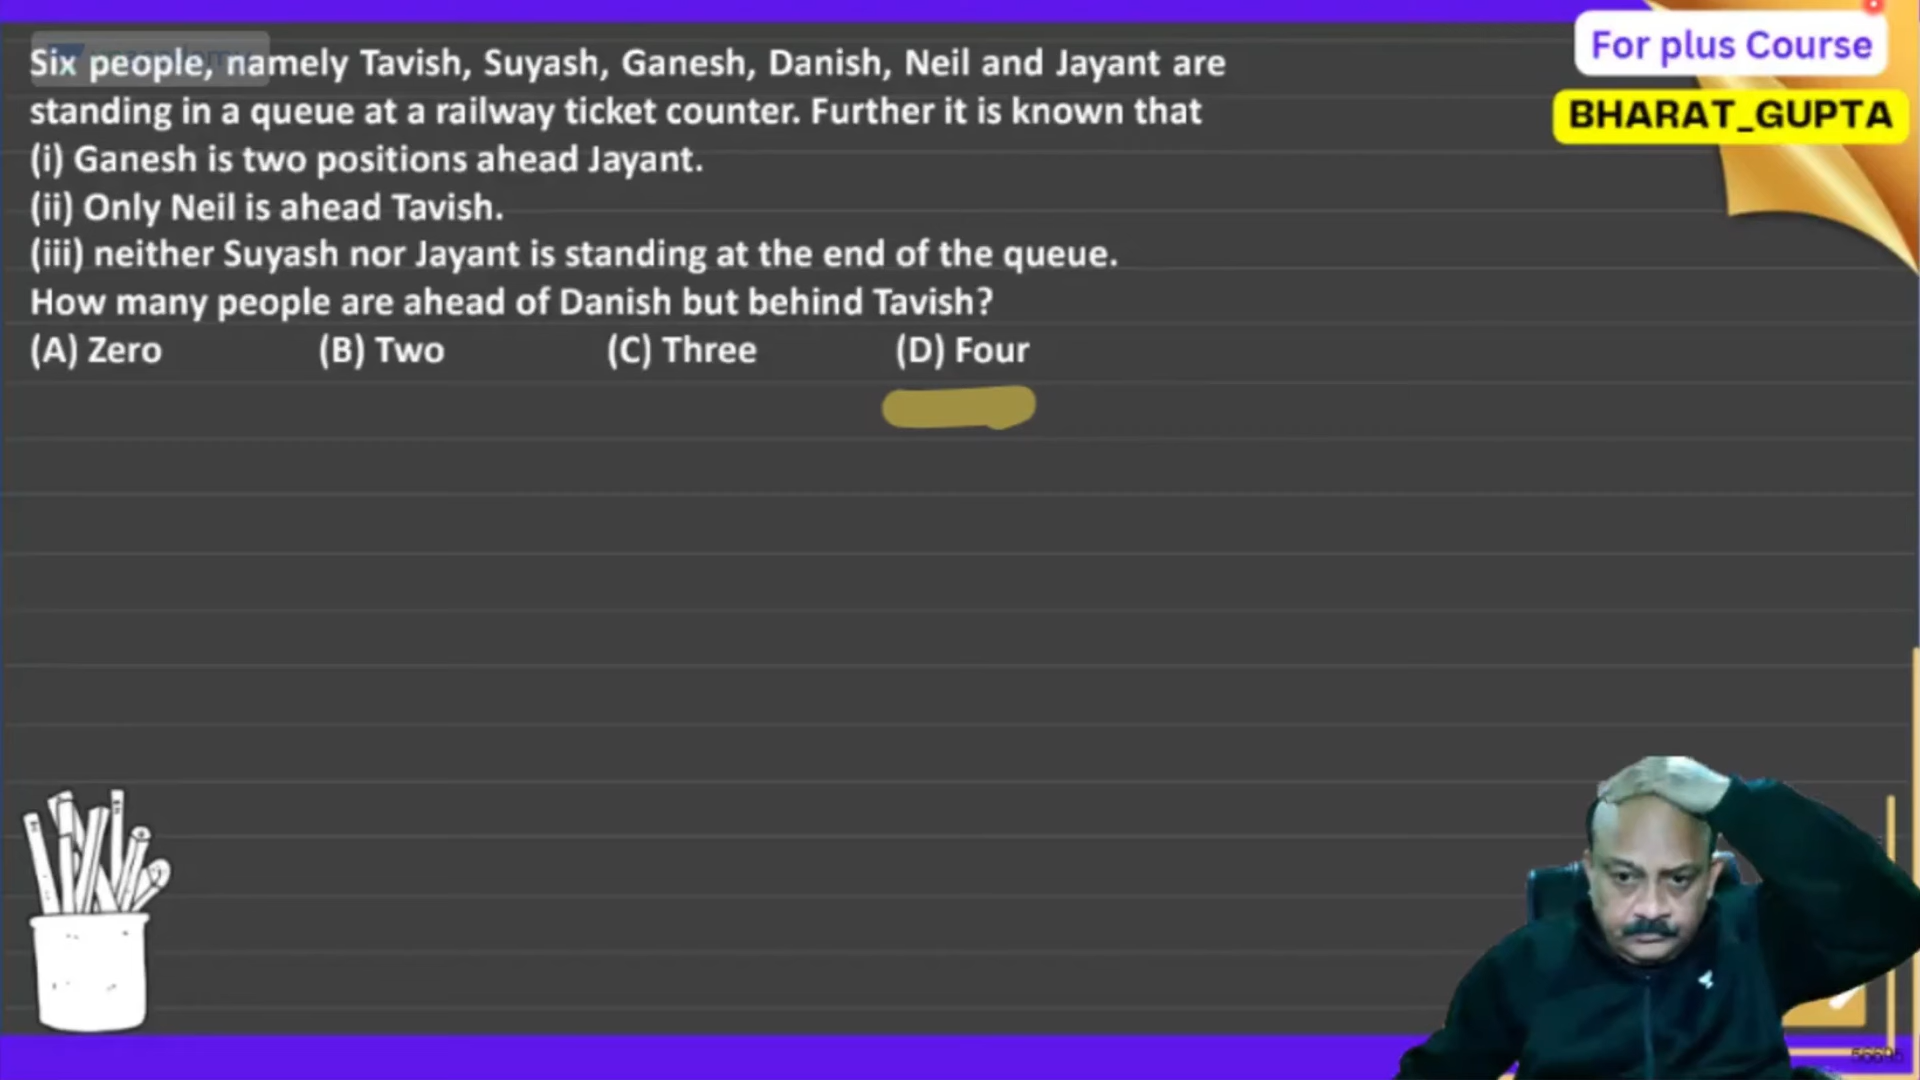 For plus Course
BHARAT_GUPTA
Six people, namely Tavish, Suyash, Ganesh, Danish, Neil and Jayant are
standing in a queue at a railway ticket counter. Further it is known that
(i) Ganesh is two positions ahead Jayant.
(ii) Only Neil is ahead Tavish.
(iii) neither Suyash nor Jayant is standing at the end of the queue.
How many people are ahead of Danish but behind Tavish?
(A) Zero (B) Two (C) Three (D) Four